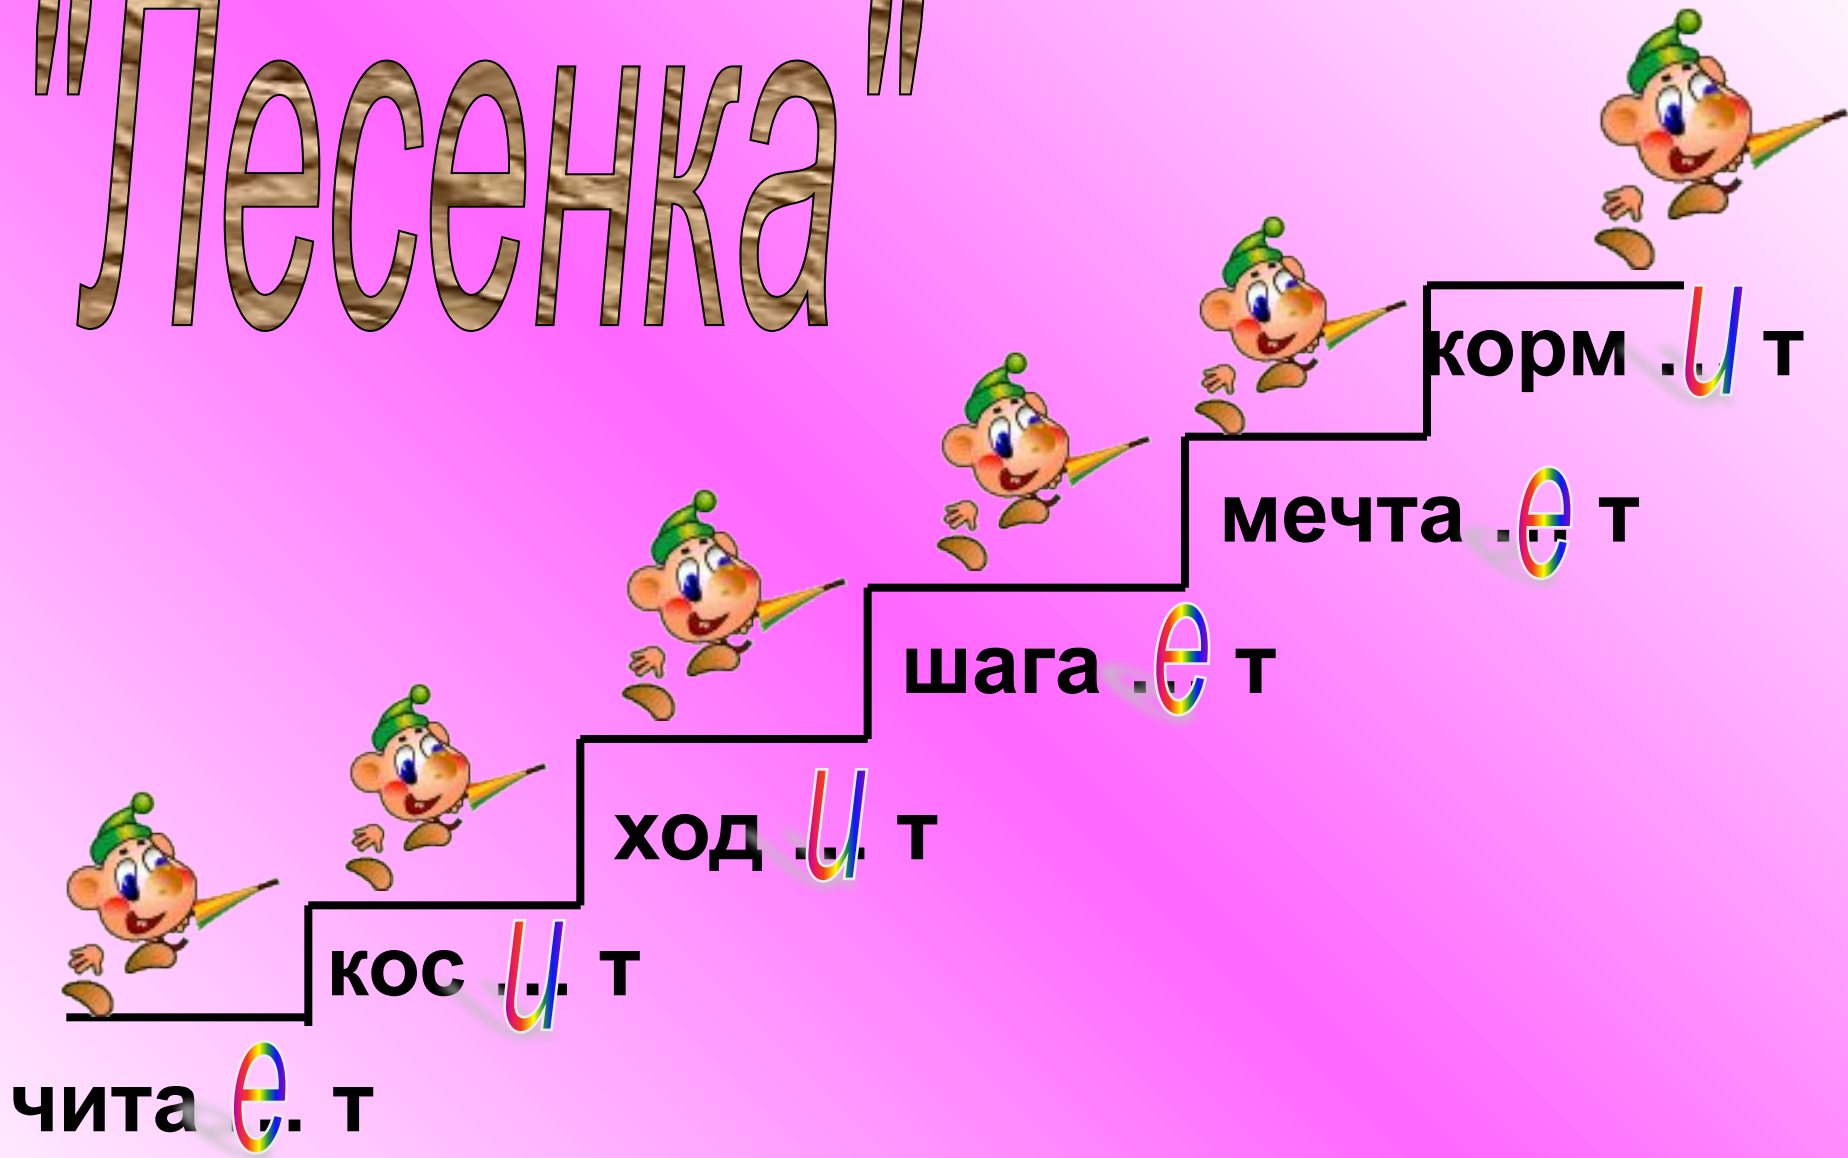 "Лесенка"
корм ... и т
мечта ... е т
шага ... е т
ход ... и т
кос ... и т
чита ... е т